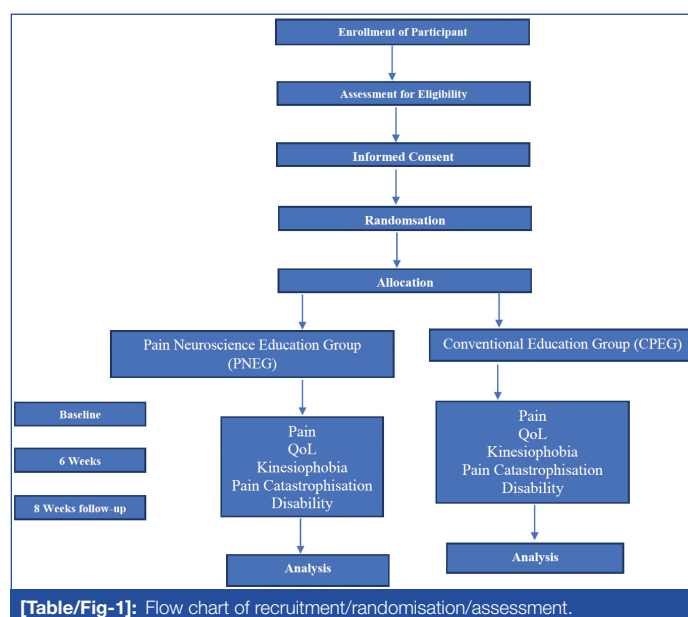 Enrollment of Participant
Assessment for Eligibility
Informed Consent
Randomsation
Allocation
Pain Neuroscience Education Group
(PNEG)
Conventional Education Group (CPEG)
Baseline
6 Weeks
8 Weeks follow-up
Pain
QoL
Kinesiophobia
Pain Catastrophisation
Disability
Pain
QoL
Kinesiophobia
Pain Catastrophisation
Disability
Analysis
Analysis
[Table/Fig-1]: Flow chart of recruitment/randomisation/assessment.